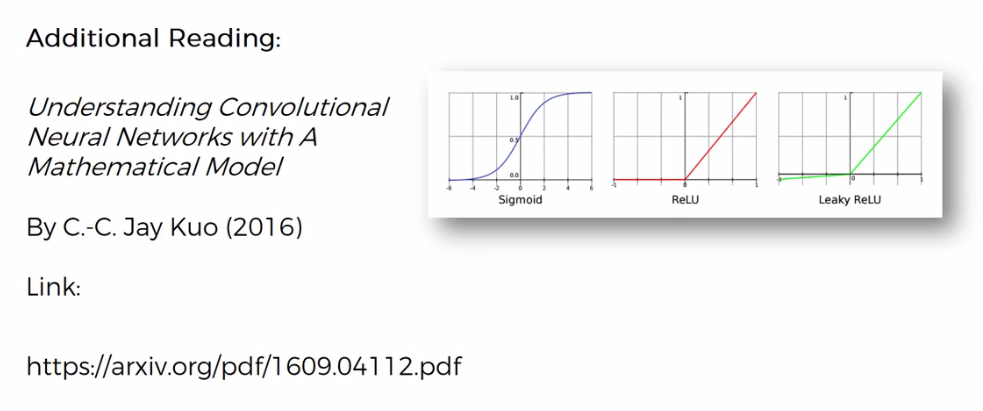 Additional Reading:
Understanding Convolutional
Neural Networks with A
Mathematical Model
By C.-C. Jay Kuo (2016)
Link:
https://arxiv.org/pdf/1609.04112.pdf
1.0
0.5
0.0
-6 -4 -2 0 2 4 6
Sigmoid
1
-1 0 1
ReLU
1
-1 0 1
Leaky ReLU